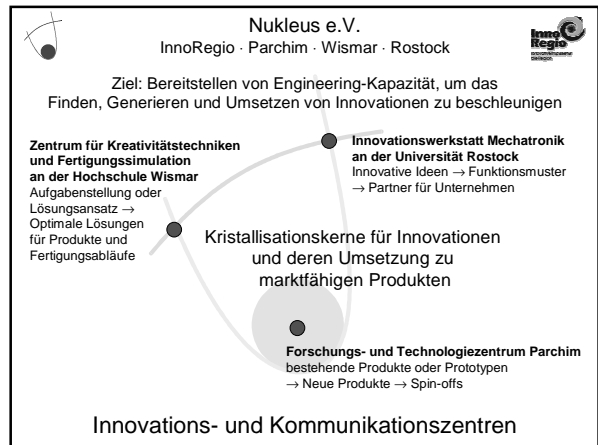 Nukleus e.V.
InnoRegio · Parchim · Wismar · Rostock
Inno
Regio
Ziel: Bereitstellen von Engineering-Kapazität, um das
Finden, Generieren und Umsetzen von Innovationen zu beschleunigen
Zentrum für Kreativitätstechniken
und Fertigungssimulation
an der Hochschule Wismar
Aufgabenstellung oder
Lösungsansatz →
Optimale Lösungen
für Produkte und
Fertigungsabläufe
Innovationswerkstatt Mechatronik
an der Universität Rostock
Innovative Ideen → Funktionsmuster
→ Partner für Unternehmen
Kristallisationskerne für Innovationen
und deren Umsetzung zu
marktfähigen Produkten
Forschungs- und Technologiezentrum Parchim
bestehende Produkte oder Prototypen
→ Neue Produkte → Spin-offs
Innovations- und Kommunikationszentren